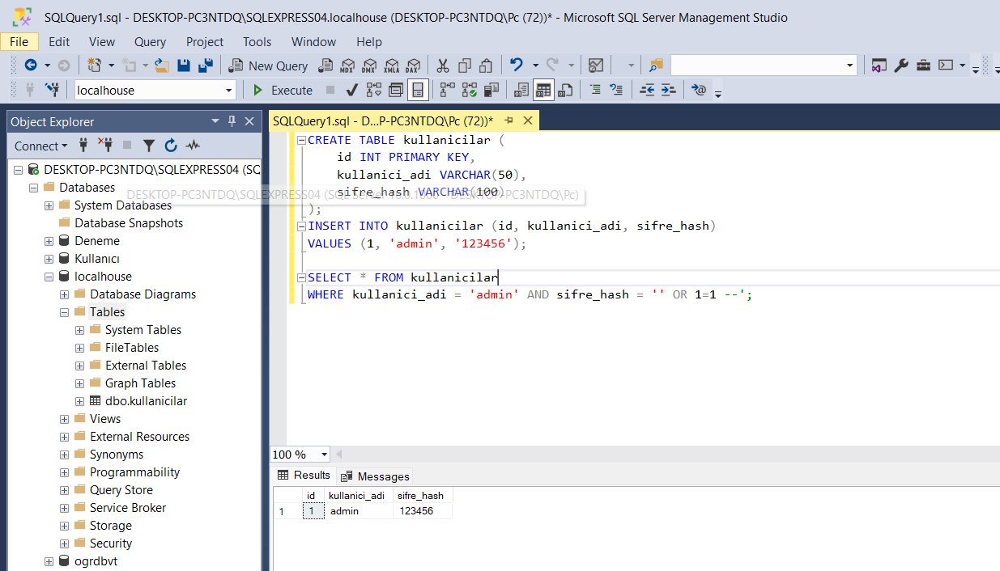 SQLQuery1.sql - DESKTOP-PC3NTDQ\SQLEXPRESS04.localhouse (DESKTOP-PC3NTDQ\Pc (72))* - Microsoft SQL Server Management Studio
File Edit View Query Project Tools Window Help
New Query MDX DMX XMLA DAX
localhouse Execute
Object Explorer
Connect
DESKTOP-PC3NTDQ\SQLEXPRESS04 (SQ
Databases
DESKTOP-PC3NTDQ\SQLEXPRESS04 (SQL Server - DESKTOP-PC3NTDQ\Pc)
System Databases
Database Snapshots
Deneme
Kullanıcı
localhouse
Database Diagrams
Tables
System Tables
FileTables
External Tables
Graph Tables
dbo.kullanicilar
Views
External Resources
Synonyms
Programmability
Query Store
Service Broker
Storage
Security
ogrdbvt
SQLQuery1.sql - D...P-PC3NTDQ\Pc (72))*
CREATE TABLE kullanicilar (
id INT PRIMARY KEY,
kullanici_adi VARCHAR(50),
sifre_hash VARCHAR(100)
);
INSERT INTO kullanicilar (id, kullanici_adi, sifre_hash)
VALUES (1, 'admin', '123456');
SELECT * FROM kullanicilar
WHERE kullanici_adi = 'admin' AND sifre_hash = '' OR 1=1 --';
100 %
Results Messages
id kullanici_adi sifre_hash
1 1 admin 123456